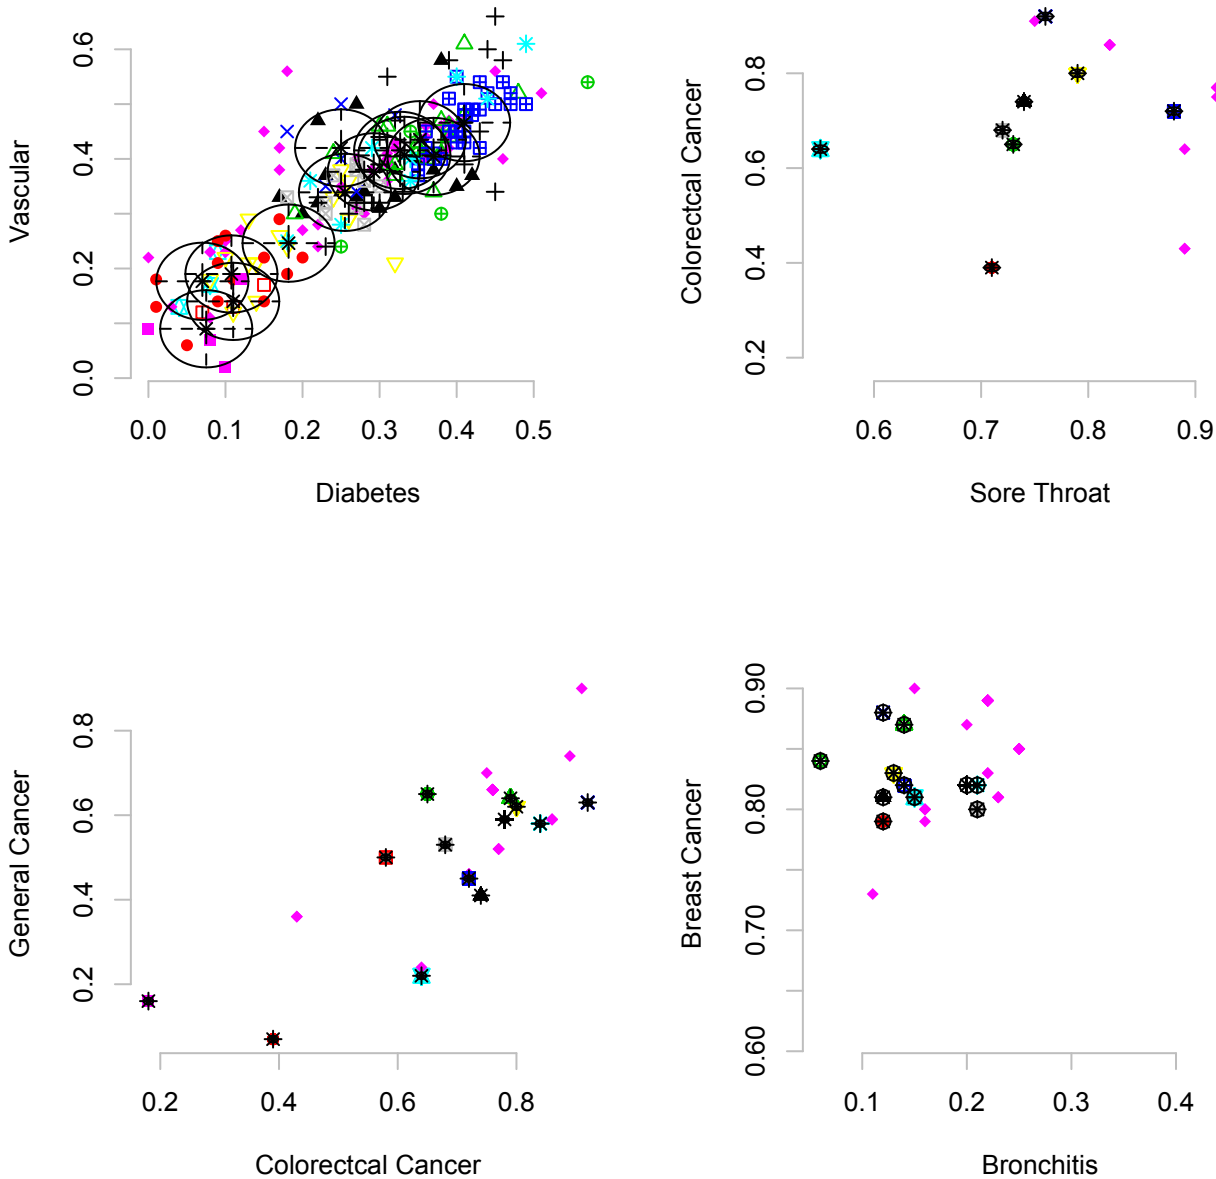 0.0 0.2 0.4 0.6
Vascular
0.0 0.1 0.2 0.3 0.4 0.5
Diabetes
0.2 0.4 0.6 0.8
Colorectcal Cancer
0.6 0.7 0.8 0.9
Sore Throat
0.2 0.4 0.6 0.8
General Cancer
0.2 0.4 0.6 0.8
Colorectcal Cancer
0.60 0.70 0.80 0.90
Breast Cancer
0.1 0.2 0.3 0.4
Bronchitis